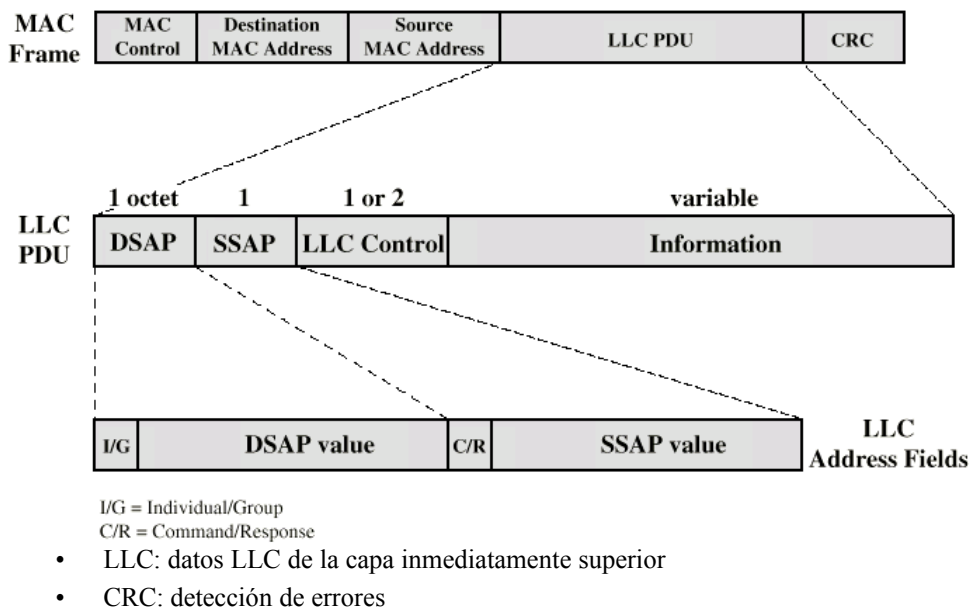 MAC Frame
MAC Control
Destination MAC Address
Source MAC Address
LLC PDU
CRC
1 octet
1
1 or 2
variable
LLC PDU
DSAP
SSAP
LLC Control
Information
I/G
DSAP value
C/R
SSAP value
LLC Address Fields
I/G = Individual/Group
C/R = Command/Response
• LLC: datos LLC de la capa inmediatamente superior
• CRC: detección de errores